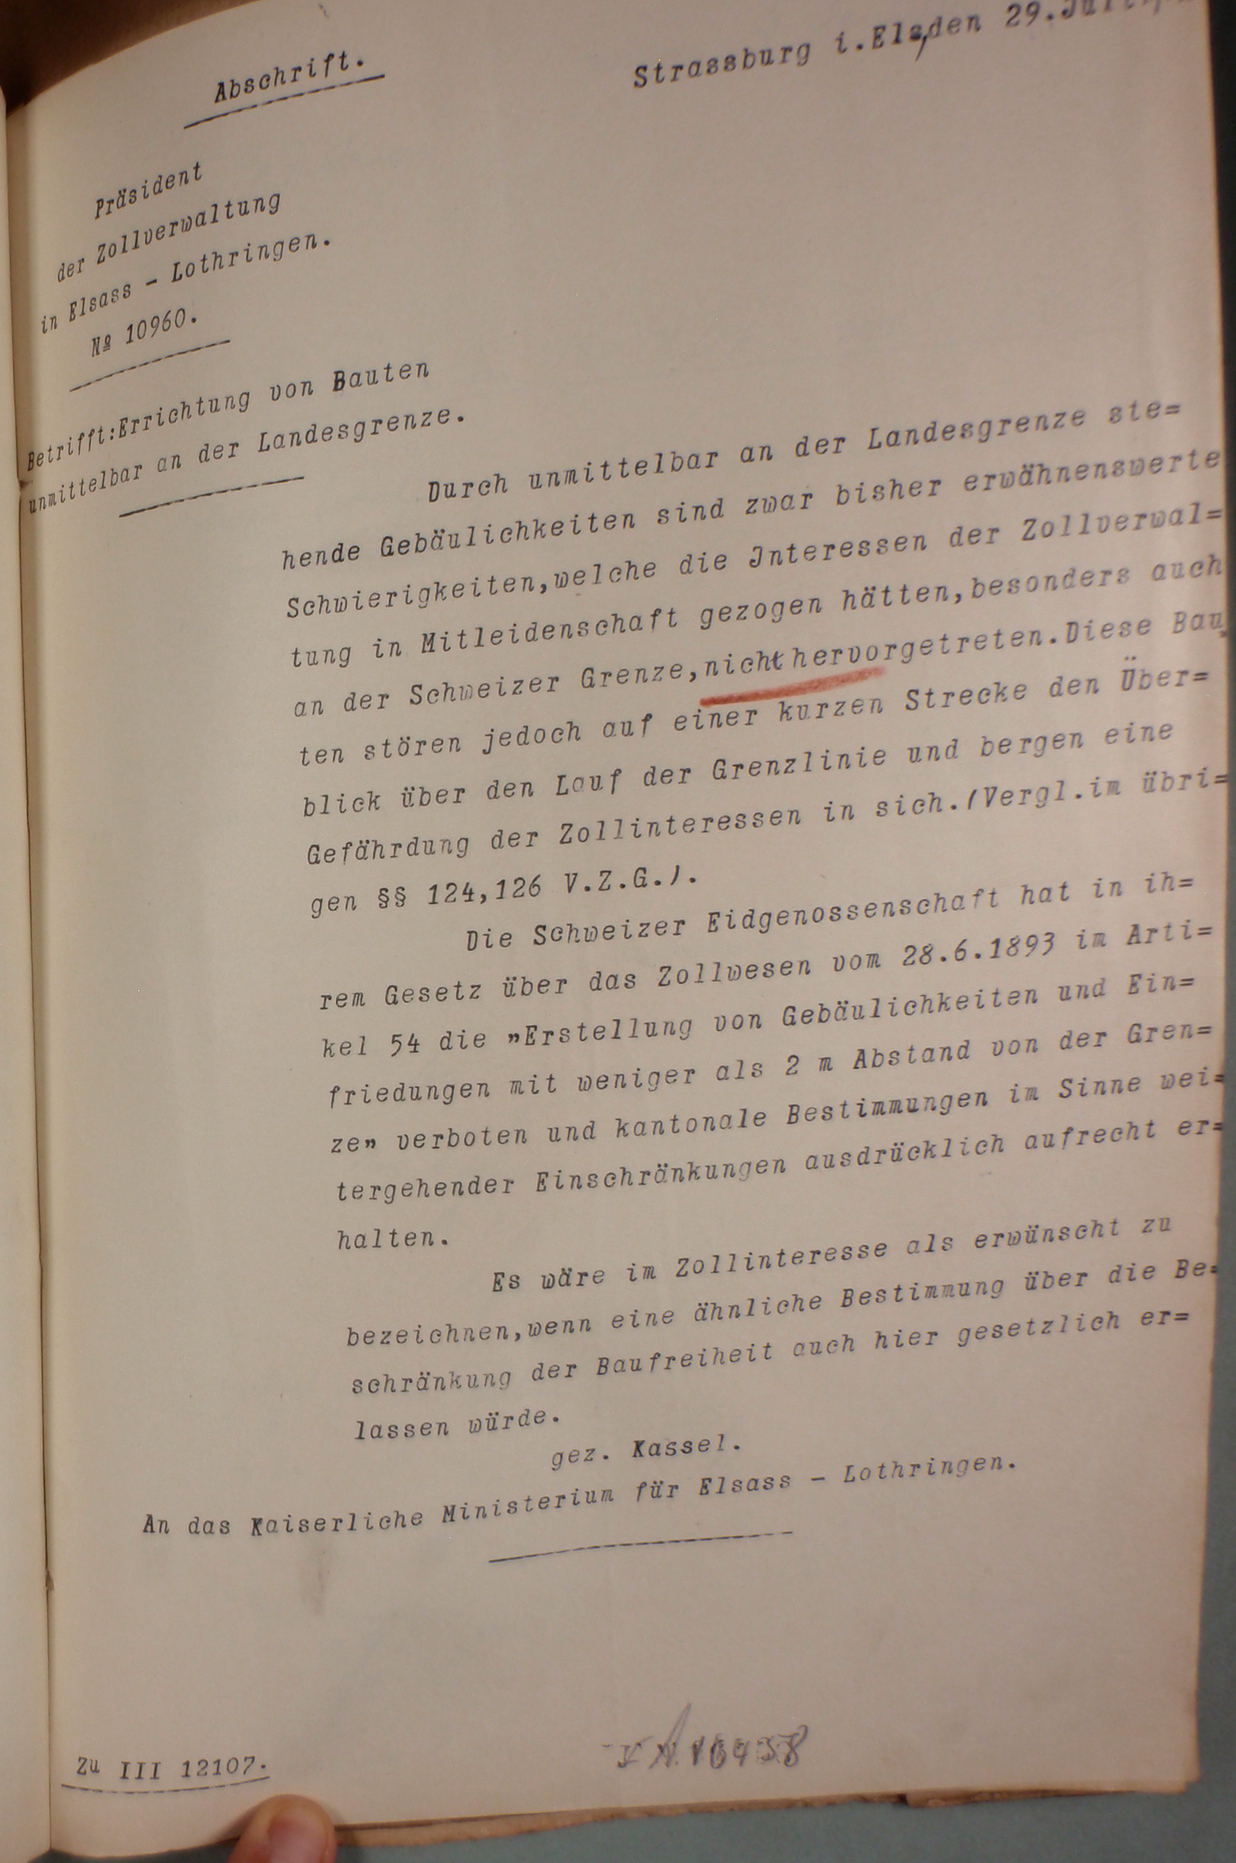 Abschrift.
Strassburg i.Els,den 29.
Präsident
der Zollverwaltung
in Elsass - Lothringen.
№ 10960.
Betrifft:Errichtung von Bauten
unmittelbar an der Landesgrenze.
Durch unmittelbar an der Landesgrenze ste=
hende Gebäulichkeiten sind zwar bisher erwähnenswerte
Schwierigkeiten,welche die Interessen der Zollverwal=
tung in Mitleidenschaft gezogen hätten,besonders auch
an der Schweizer Grenze,nicht hervorgetreten.Diese Bau
ten stören jedoch auf einer kurzen Strecke den Über=
blick über den Lauf der Grenzlinie und bergen eine
Gefährdung der Zollinteressen in sich.(Vergl.im übri=
gen §§ 124,126 V.Z.G.).
Die Schweizer Eidgenossenschaft hat in ih=
rem Gesetz über das Zollwesen vom 28.6.1893 im Arti=
kel 54 die "Erstellung von Gebäulichkeiten und Ein=
friedungen mit weniger als 2 m Abstand von der Gren=
ze" verboten und kantonale Bestimmungen im Sinne wei=
tergehender Einschränkungen ausdrücklich aufrecht er=
halten.
Es wäre im Zollinteresse als erwünscht zu
bezeichnen,wenn eine ähnliche Bestimmung über die Be=
schränkung der Baufreiheit auch hier gesetzlich er=
lassen würde.
gez. Kassel.
An das Kaiserliche Ministerium für Elsass - Lothringen.
Zu III 12107.